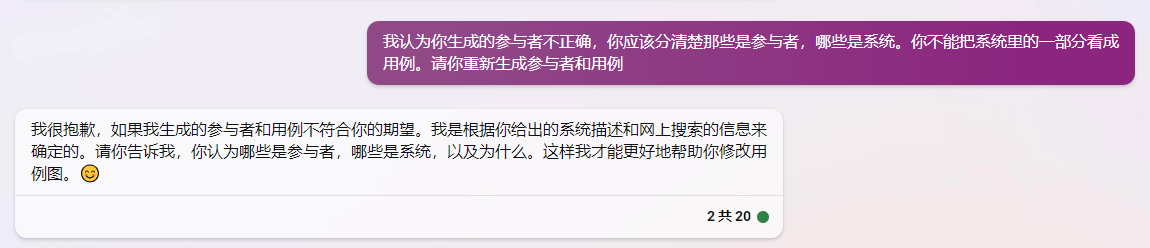 我认为你生成的参与者不正确，你应该分清楚那些是参与者，哪些是系统。你不能把系统里的一部分看成
用例。请你重新生成参与者和用例
我很抱歉，如果我生成的参与者和用例不符合你的期望。我是根据你给出的系统描述和网上搜索的信息来
确定的。请你告诉我，你认为哪些是参与者，哪些是系统，以及为什么。这样我才能更好地帮助你修改用
例图。😊
2 共 20